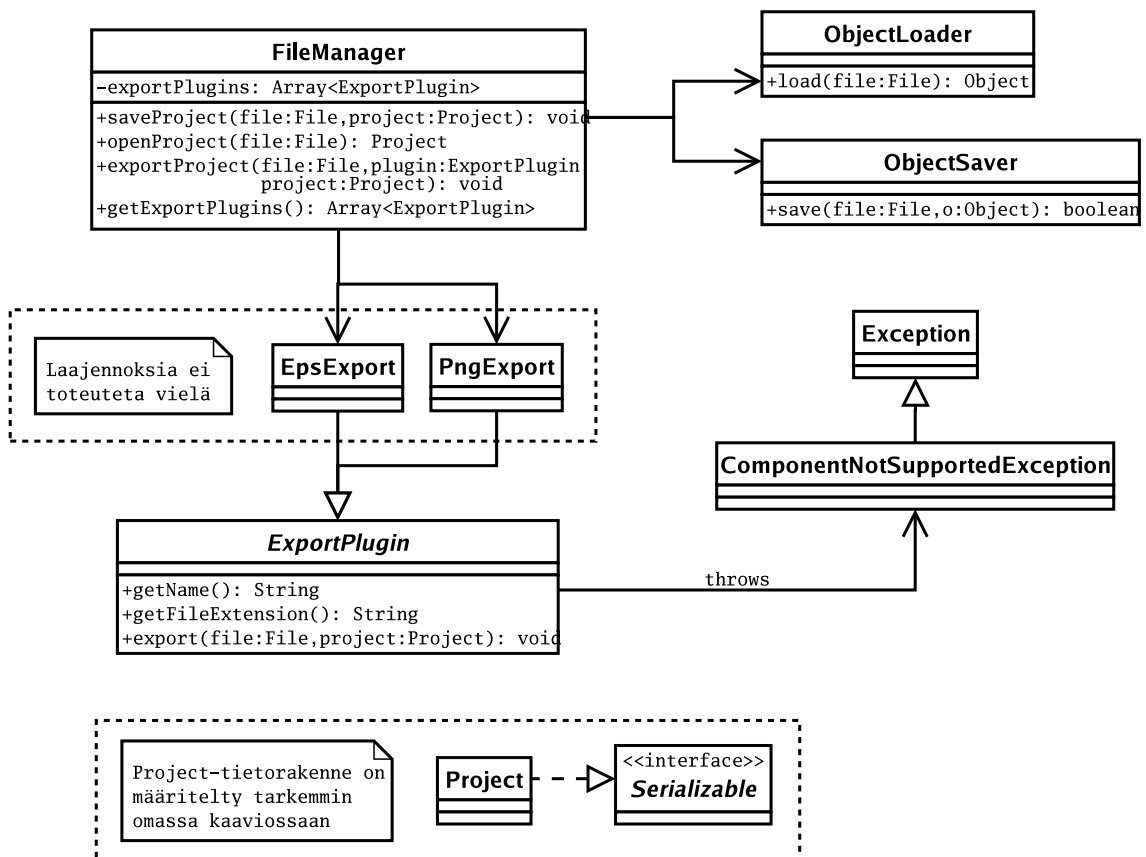 FileManager
-exportPlugins: Array<ExportPlugin>
+saveProject(file:File,project:Project): void
+openProject(file:File): Project
+exportProject(file:File,plugin:ExportPlugin
project:Project): void
+getExportPlugins(): Array<ExportPlugin>
ObjectLoader
+load(file:File): Object
ObjectSaver
+save(file:File,o:Object): boolean
Laajennoksia ei
toteuteta vielä
EpsExport
PngExport
Exception
ComponentNotSupportedException
ExportPlugin
+getName(): String
+getFileExtension(): String
+export(file:File,project:Project): void
throws
Project-tietorakenne on
määritelty tarkemmin
omassa kaaviossaan
Project
<<interface>>
Serializable